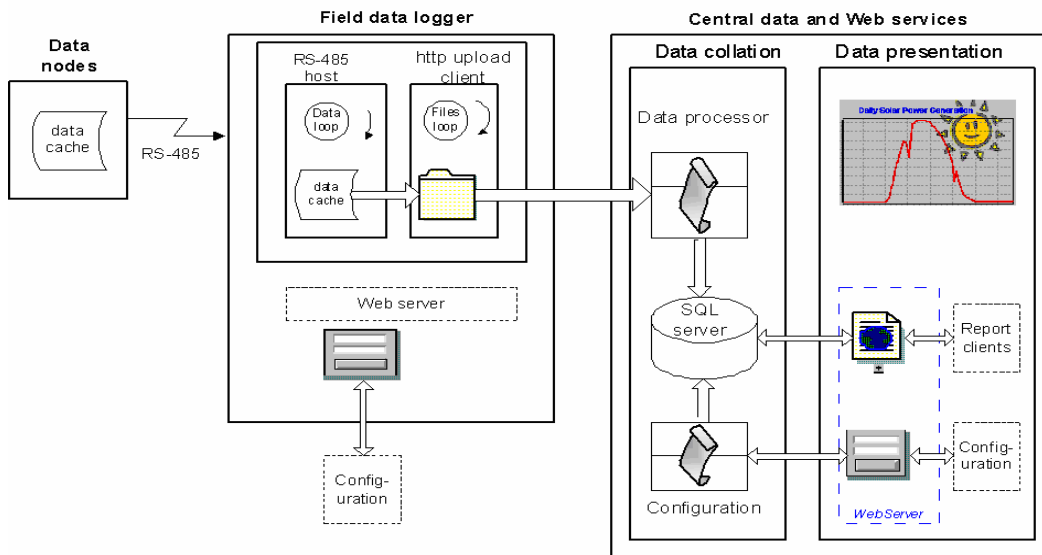 Field data logger
Central data and Web services
Data
nodes
data
cache
RS-485
RS-485
host
http upload
client
Data
loop
Files
loop
data
cache
Web server
Config-
uration
Data collation
Data processor
SQL
server
Configuration
Data presentation
Daily Solar Power Generation
Report
clients
Config-
uration
WebServer